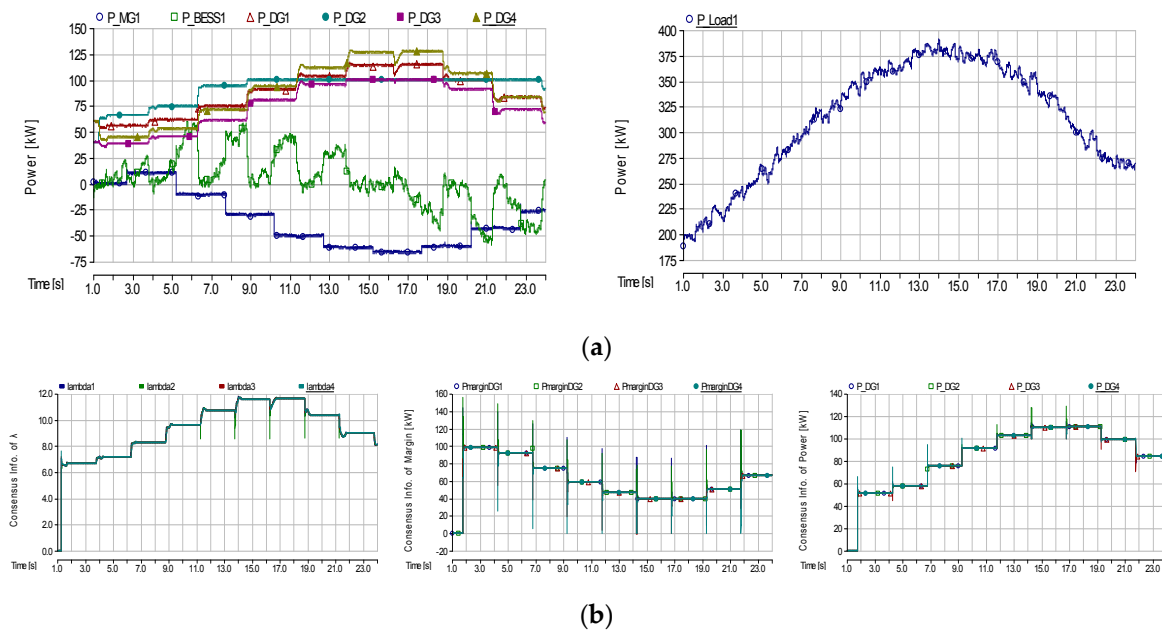 P_MG1 P_BESS1 P_DG1 P_DG2 P_DG3 P_DG4
Power [kW]
150
125
100
75
50
25
0
-25
-50
-75
Time [s]
1.0 3.0 5.0 7.0 9.0 11.0 13.0 15.0 17.0 19.0 21.0 23.0
P_Load1
Power [kW]
400
375
350
325
300
275
250
225
200
175
Time [s]
1.0 3.0 5.0 7.0 9.0 11.0 13.0 15.0 17.0 19.0 21.0 23.0
(a)
lambda1 lambda2 lambda3 lambda4
Consensus Info. of λ
12.0
10.0
8.0
6.0
4.0
2.0
0.0
Time [s]
1.0 3.0 5.0 7.0 9.0 11.0 13.0 15.0 17.0 19.0 21.0 23.0
PmarginDG1 PmarginDG2 PmarginDG3 PmarginDG4
Consensus Info. of Margin [kW]
160
140
120
100
80
60
40
20
0
-20
Time [s]
1.0 3.0 5.0 7.0 9.0 11.0 13.0 15.0 17.0 19.0 21.0 23.0
P_DG1 P_DG2 P_DG3 P_DG4
Consensus Info. of Power [kW]
140
120
100
80
60
40
20
0
Time [s]
1.0 3.0 5.0 7.0 9.0 11.0 13.0 15.0 17.0 19.0 21.0 23.0
(b)